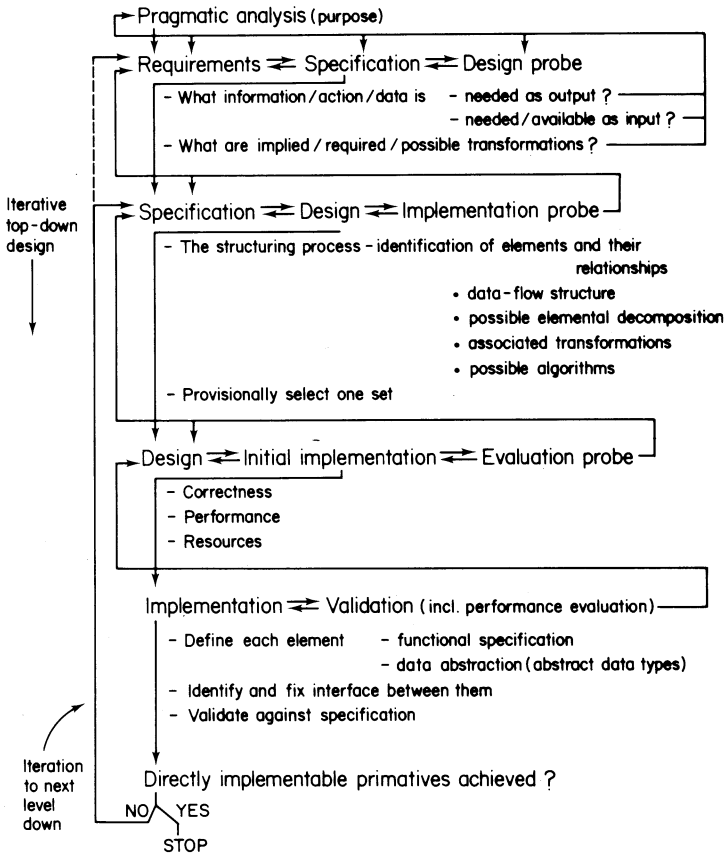 Pragmatic analysis (purpose)
Requirements ⇌ Specification ⇌ Design probe
- What information/action/data is - needed as output ?
- needed/available as input ?
- What are implied/required/possible transformations ?
Iterative
top-down
design
Specification ⇌ Design ⇌ Implementation probe
- The structuring process - identification of elements and their
relationships
• data-flow structure
• possible elemental decomposition
• associated transformations
• possible algorithms
- Provisionally select one set
Design ⇌ Initial implementation ⇌ Evaluation probe
- Correctness
- Performance
- Resources
Implementation ⇌ Validation (incl. performance evaluation)
- Define each element - functional specification
- data abstraction (abstract data types)
- Identify and fix interface between them
- Validate against specification
Iteration
to next
level
down
Directly implementable primatives achieved ?
NO YES
STOP